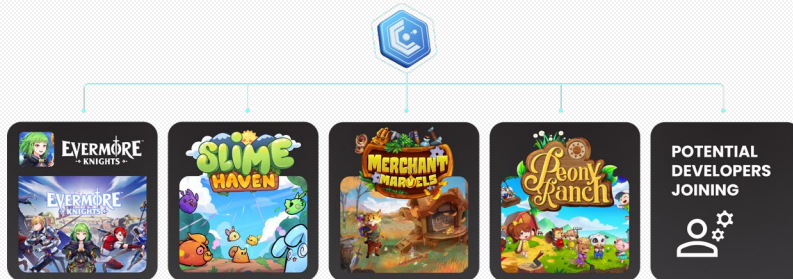 EVERMORE
KNIGHTS
EVERMORE
KNIGHTS
SLIME
HAVEN
MERCHANT
MARVELS
Peony
Ranch
POTENTIAL
DEVELOPERS
JOINING